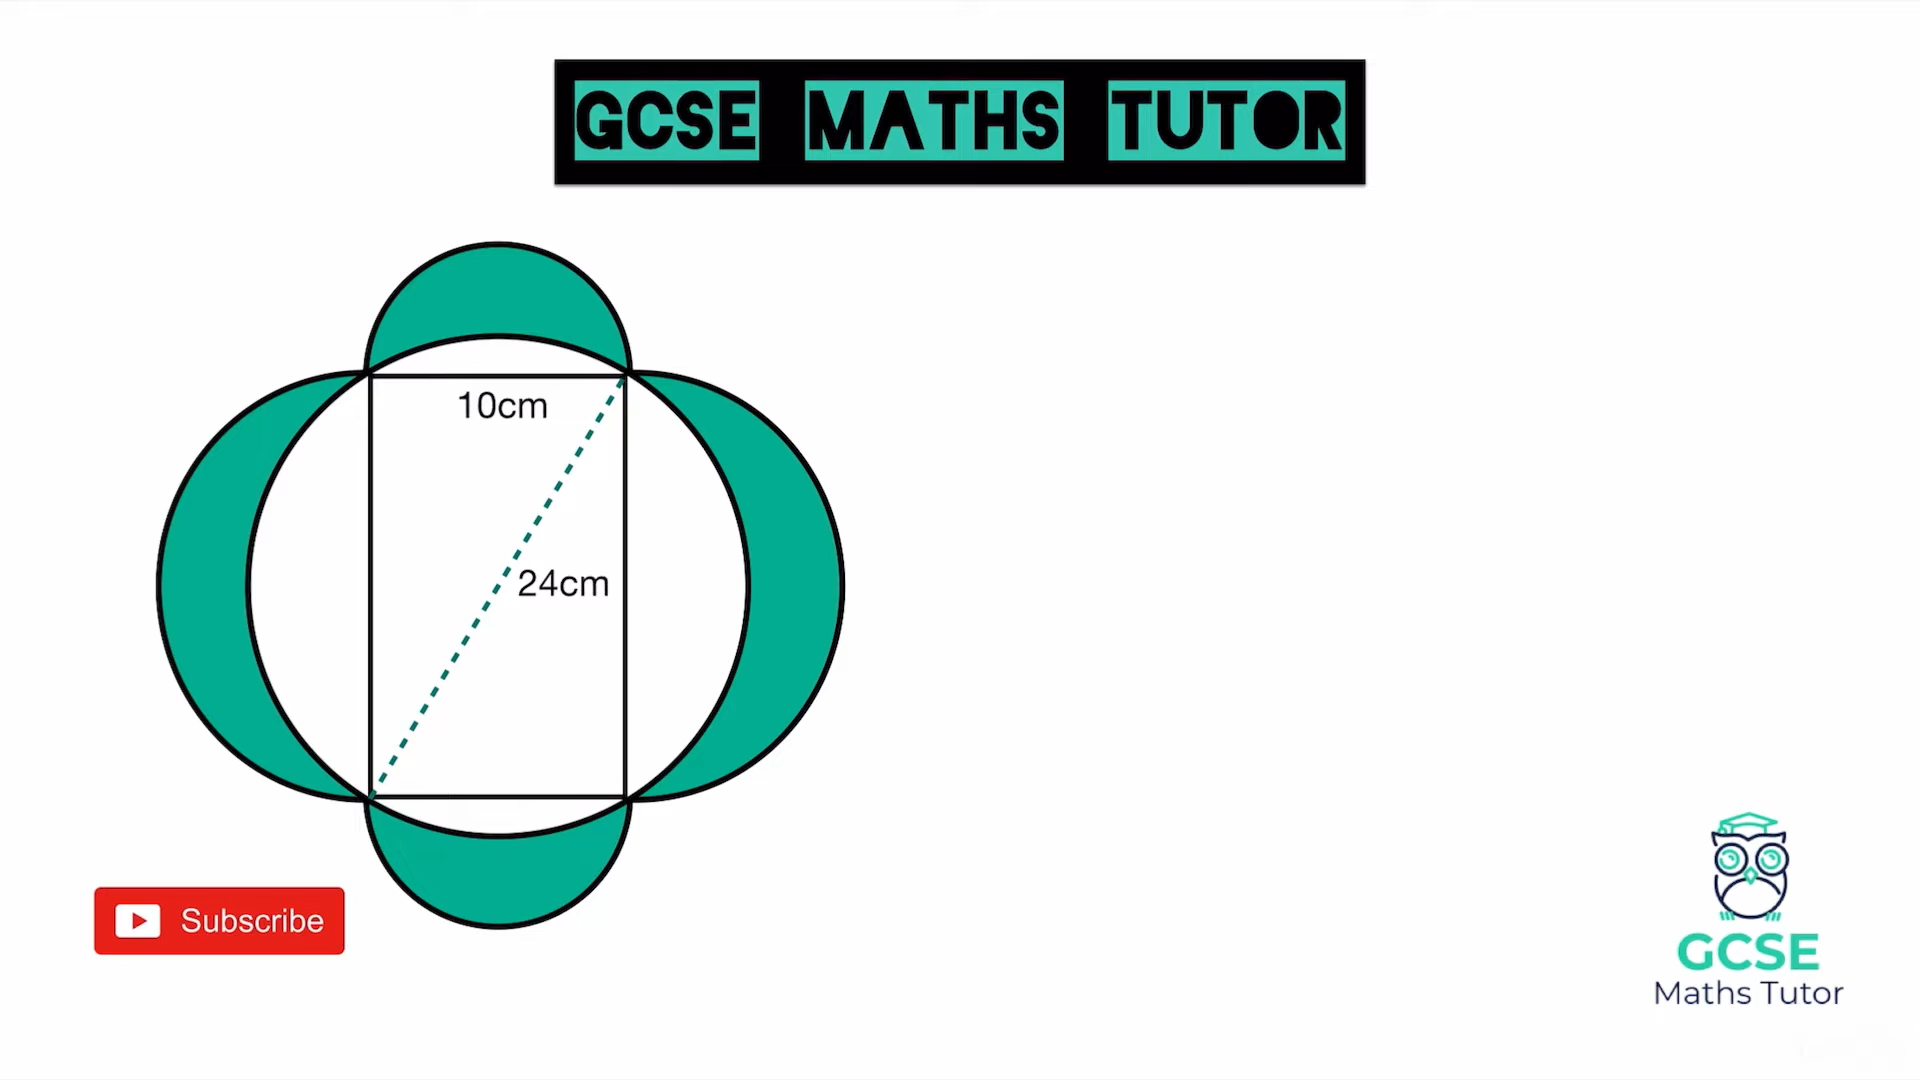 GCSE MATHS TUTOR
10cm
24cm
Subscribe
GCSE
Maths Tutor